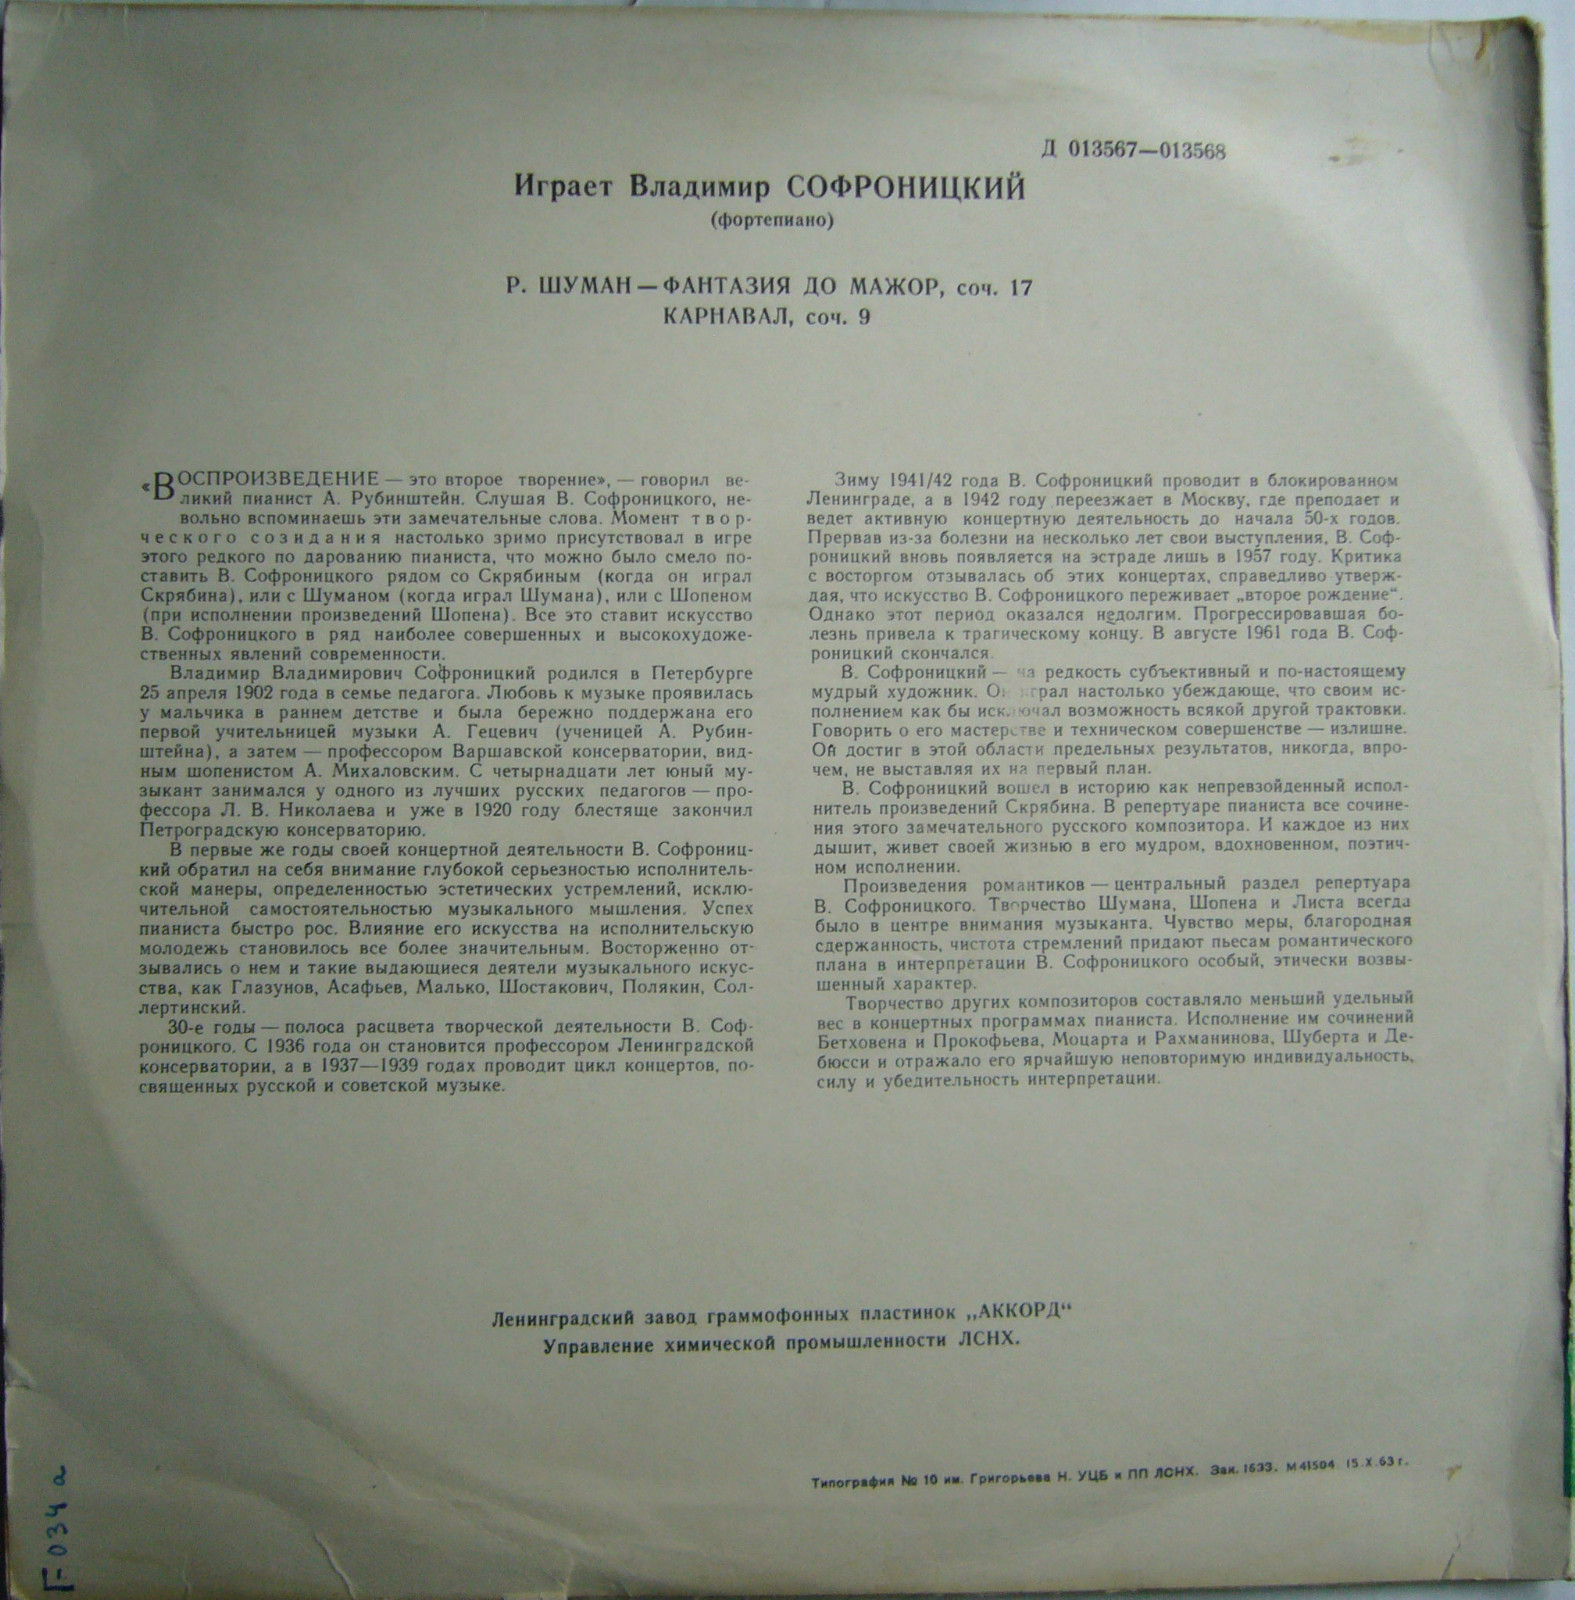 Д 013567—013568
Играет Владимир СОФРОНИЦКИЙ
(фортепиано)
Р. ШУМАН — ФАНТАЗИЯ ДО МАЖОР, соч. 17
КАРНАВАЛ, соч. 9
«ВОСПРОИЗВЕДЕНИЕ — это второе творение», — говорил ве-
ликий пианист А. Рубинштейн. Слушая В. Софроницкого, не-
вольно вспоминаешь эти замечательные слова. Момент твор-
ческого созидания настолько зримо присутствовал в игре
этого редкого по дарованию пианиста, что можно было смело по-
ставить В. Софроницкого рядом со Скрябиным (когда он играл
Скрябина), или с Шуманом (когда играл Шумана), или с Шопеном
(при исполнении произведений Шопена). Все это ставит искусство
В. Софроницкого в ряд наиболее совершенных и высокохудоже-
ственных явлений современности.
Владимир Владимирович Софроницкий родился в Петербурге
25 апреля 1902 года в семье педагога. Любовь к музыке проявилась
у мальчика в раннем детстве и была бережно поддержана его
первой учительницей музыки А. Гецевич (ученицей А. Рубин-
штейна), а затем — профессором Варшавской консерватории, вид-
ным шопенистом А. Михаловским. С четырнадцати лет юный му-
зыкант занимался у одного из лучших русских педагогов — про-
фессора Л. В. Николаева и уже в 1920 году блестяще закончил
Петроградскую консерваторию.
В первые же годы своей концертной деятельности В. Софрониц-
кий обратил на себя внимание глубокой серьезностью исполнитель-
ской манеры, определенностью эстетических устремлений, исклю-
чительной самостоятельностью музыкального мышления. Успех
пианиста быстро рос. Влияние его искусства на исполнительскую
молодежь становилось все более значительным. Восторженно от-
зывались о нем и такие выдающиеся деятели музыкального искус-
ства, как Глазунов, Асафьев, Малько, Шостакович, Полякин, Сол-
лертинский.
30-е годы — полоса расцвета творческой деятельности В. Соф-
роницкого. С 1936 года он становится профессором Ленинградской
консерватории, а в 1937—1939 годах проводит цикл концертов, по-
священных русской и советской музыке.
Зиму 1941/42 года В. Софроницкий проводит в блокированном
Ленинграде, а в 1942 году переезжает в Москву, где преподает и
ведет активную концертную деятельность до начала 50-х годов.
Прервав из-за болезни на несколько лет свои выступления, В. Соф-
роницкий вновь появляется на эстраде лишь в 1957 году. Критика
с восторгом отзывалась об этих концертах, справедливо утверж-
дая, что искусство В. Софроницкого переживает „второе рождение“.
Однако этот период оказался недолгим. Прогрессировавшая бо-
лезнь привела к трагическому концу. В августе 1961 года В. Соф-
роницкий скончался.
В. Софроницкий — на редкость субъективный и по-настоящему
мудрый художник. Он играл настолько убеждающе, что своим ис-
полнением как бы исключал возможность всякой другой трактовки.
Говорить о его мастерстве и техническом совершенстве — излишне.
Он достиг в этой области предельных результатов, никогда, впро-
чем, не выставляя их на первый план.
В. Софроницкий вошел в историю как непревзойденный испол-
нитель произведений Скрябина. В репертуаре пианиста все сочине-
ния этого замечательного русского композитора. И каждое из них
дышит, живет своей жизнью в его мудром, вдохновенном, поэтич-
ном исполнении.
Произведения романтиков — центральный раздел репертуара
В. Софроницкого. Творчество Шумана, Шопена и Листа всегда
было в центре внимания музыканта. Чувство меры, благородная
сдержанность, чистота стремлений придают пьесам романтического
плана в интерпретации В. Софроницкого особый, этически возвы-
шенный характер.
Творчество других композиторов составляло меньший удельный
вес в концертных программах пианиста. Исполнение им сочинений
Бетховена и Прокофьева, Моцарта и Рахманинова, Шуберта и Де-
бюсси и отражало его ярчайшую неповторимую индивидуальность,
силу и убедительность интерпретации.
Ленинградский завод граммофонных пластинок „АККОРД“
Управление химической промышленности ЛСНХ.
Типография № 10 им. Григорьева Н. УЦБ и ПП ЛСНХ. Зак. 1633. М 41504 15.X.63 г.
F 034 a